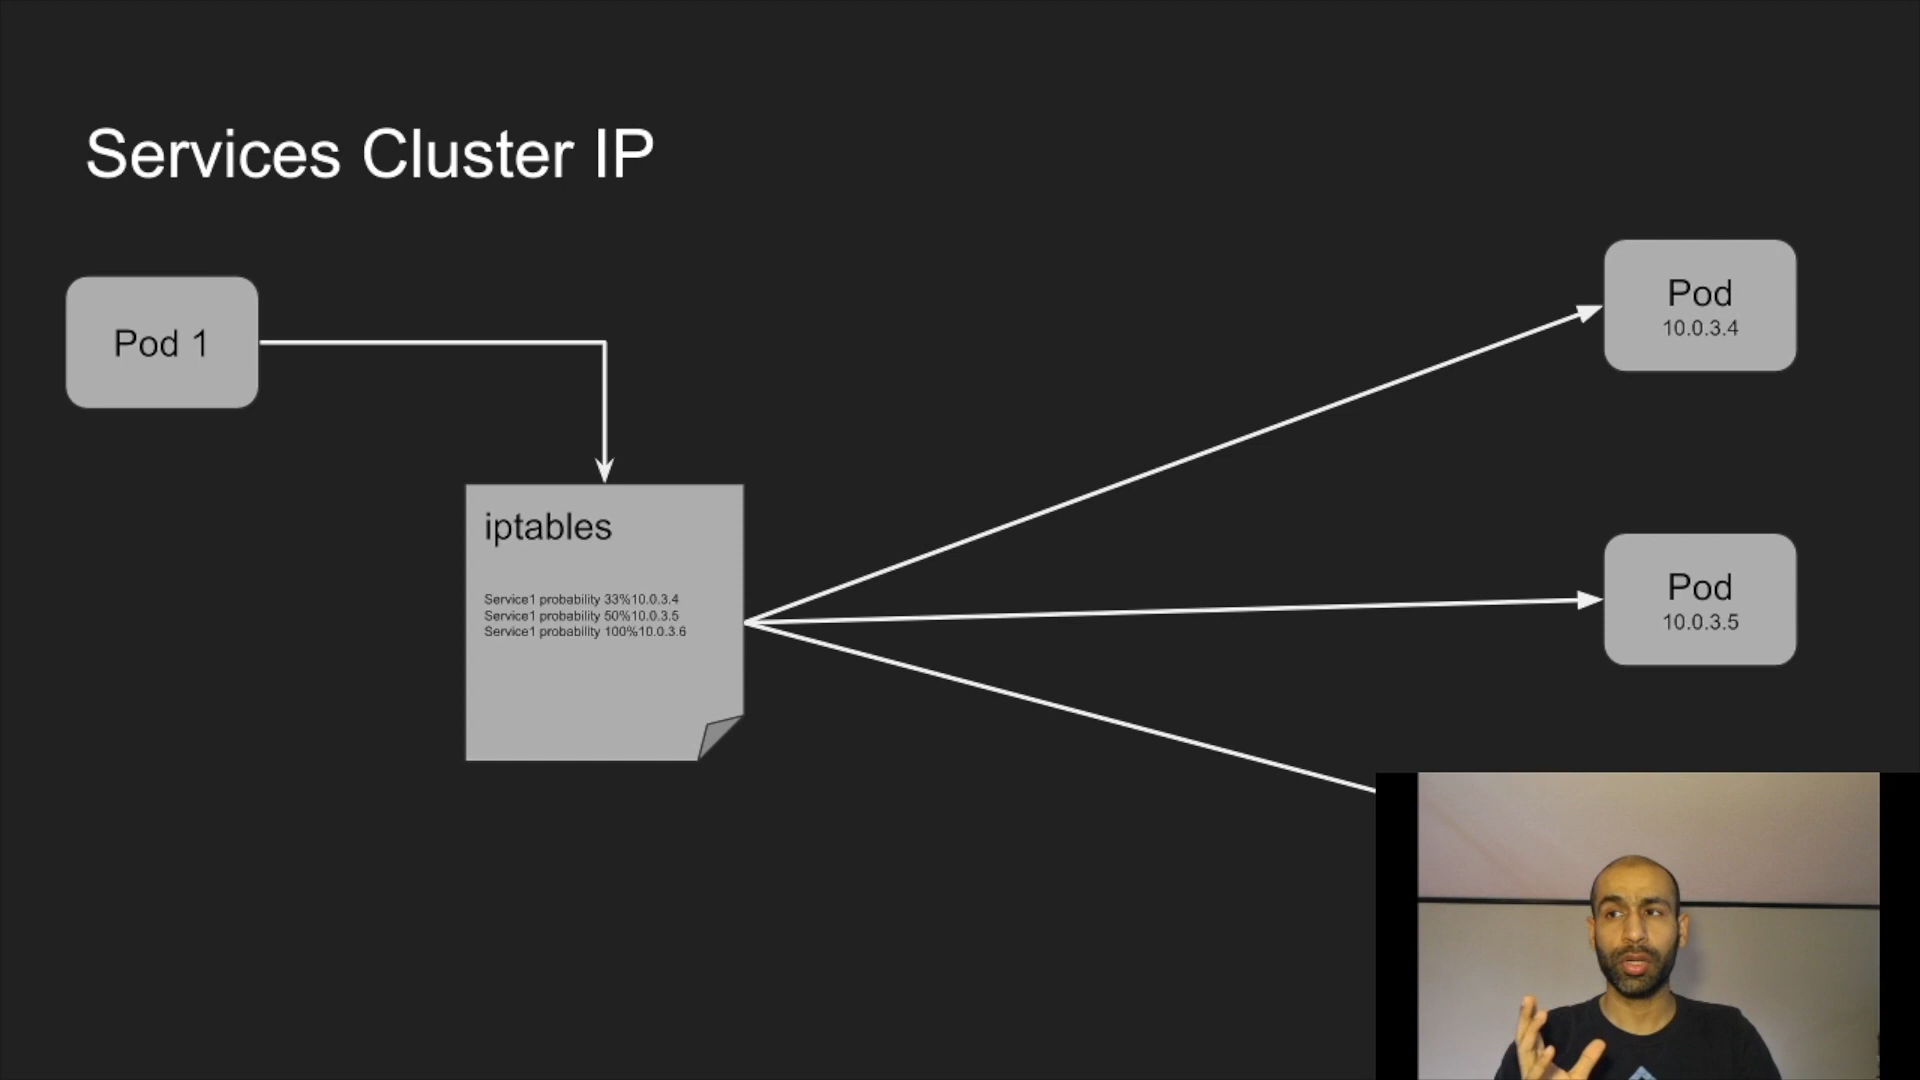 Services Cluster IP
Pod 1
Pod
10.0.3.4
iptables
Service1 probability 33%10.0.3.4
Service1 probability 50%10.0.3.5
Service1 probability 100%10.0.3.6
Pod
10.0.3.5